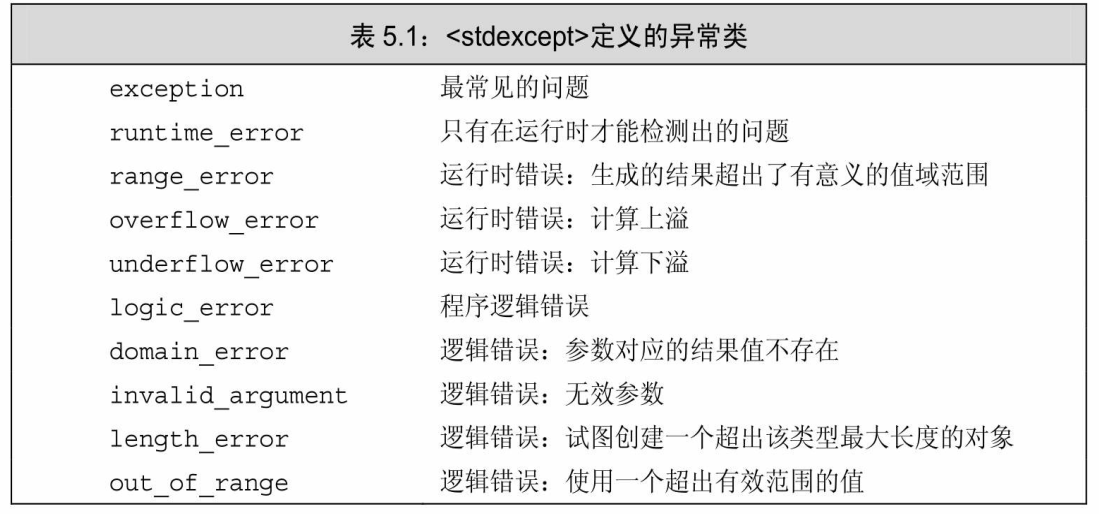 表 5.1：<stdexcept>定义的异常类
exception 最常见的问题
runtime_error 只有在运行时才能检测出的问题
range_error 运行时错误：生成的结果超出了有意义的值域范围
overflow_error 运行时错误：计算上溢
underflow_error 运行时错误：计算下溢
logic_error 程序逻辑错误
domain_error 逻辑错误：参数对应的结果值不存在
invalid_argument 逻辑错误：无效参数
length_error 逻辑错误：试图创建一个超出该类型最大长度的对象
out_of_range 逻辑错误：使用一个超出有效范围的值